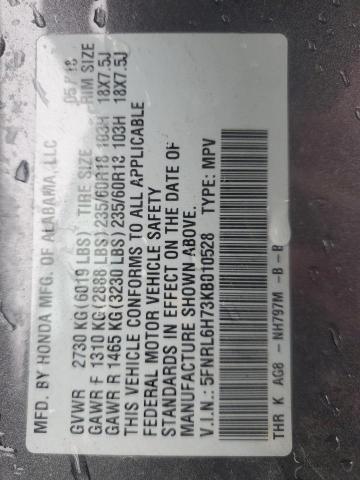 MFD. BY HONDA MFG. OF ALABAMA, LLC 05/18
GVWR 2730 KG (6019 LBS) TIRE SIZE RIM SIZE
GAWR F 1310 KG (2888 LBS) 235/60R18 103H 18X7.5J
GAWR R 1465 KG (3230 LBS) 235/60R18 103H 18X7.5J
THIS VEHICLE CONFORMS TO ALL APPLICABLE
FEDERAL MOTOR VEHICLE SAFETY
STANDARDS IN EFFECT ON THE DATE OF
MANUFACTURE SHOWN ABOVE.
V.I.N.: 5FNRL6H73KB010528 TYPE: MPV
THR K AG8 - NH797M -B - B